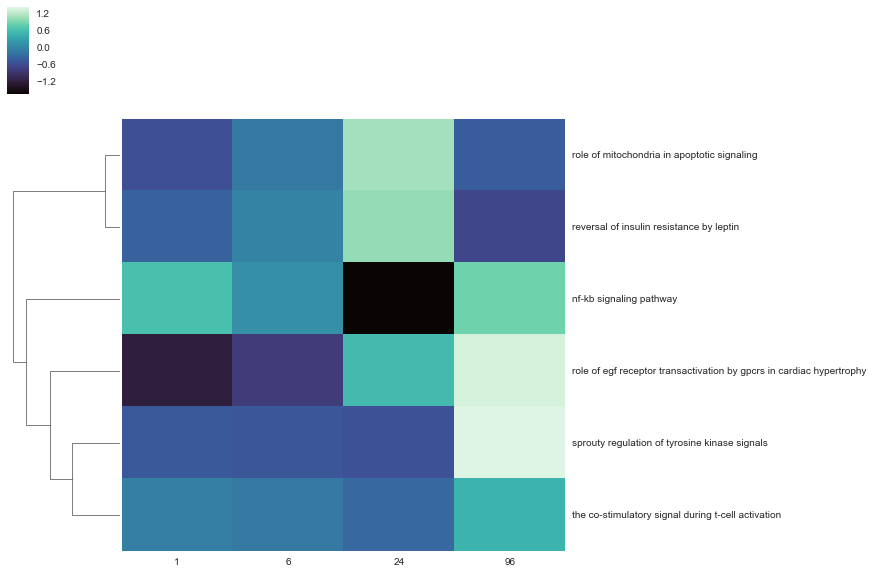 1.2
0.6
0.0
−0.6
−1.2
role of mitochondria in apoptotic signaling
reversal of insulin resistance by leptin
nf-kb signaling pathway
role of egf receptor transactivation by gpcrs in cardiac hypertrophy
sprouty regulation of tyrosine kinase signals
the co-stimulatory signal during t-cell activation
1 6 24 96